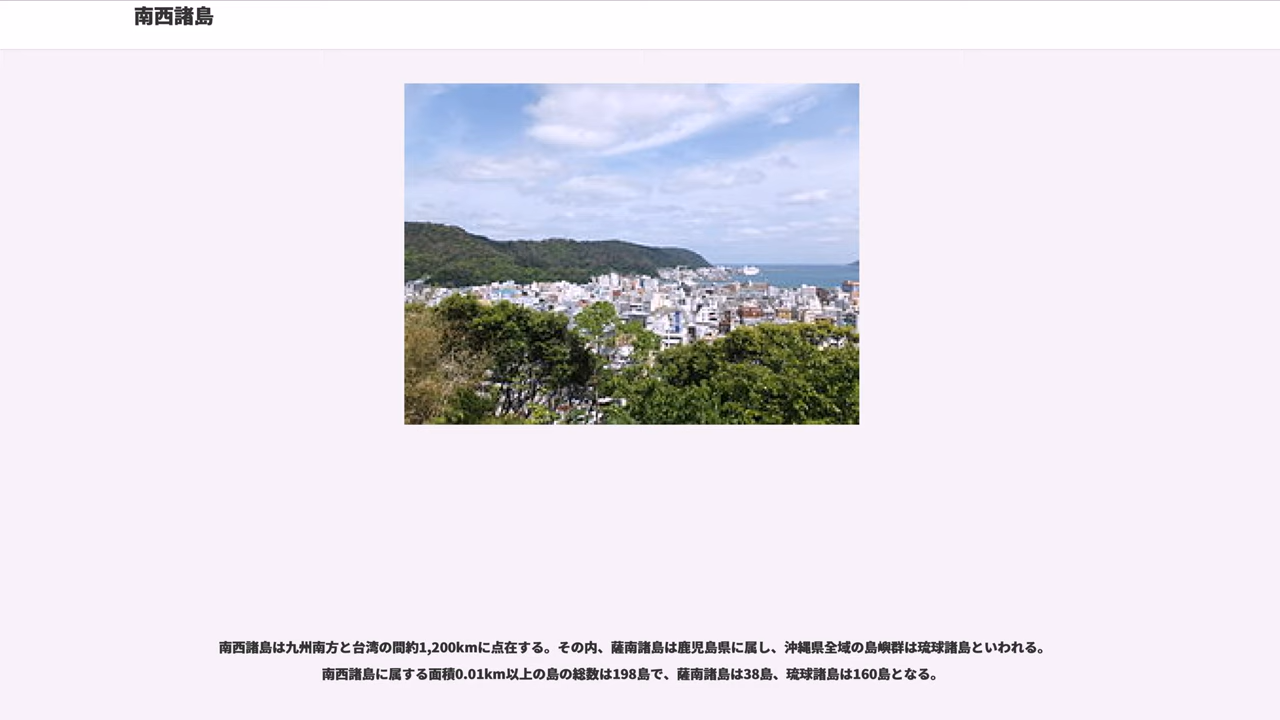 南西諸島
南西諸島は九州南方と台湾の間約1,200kmに点在する。その内、薩南諸島は鹿児島県に属し、沖縄県全域の島嶼群は琉球諸島といわれる。
南西諸島に属する面積0.01km以上の島の総数は198島で、薩南諸島は38島、琉球諸島は160島となる。